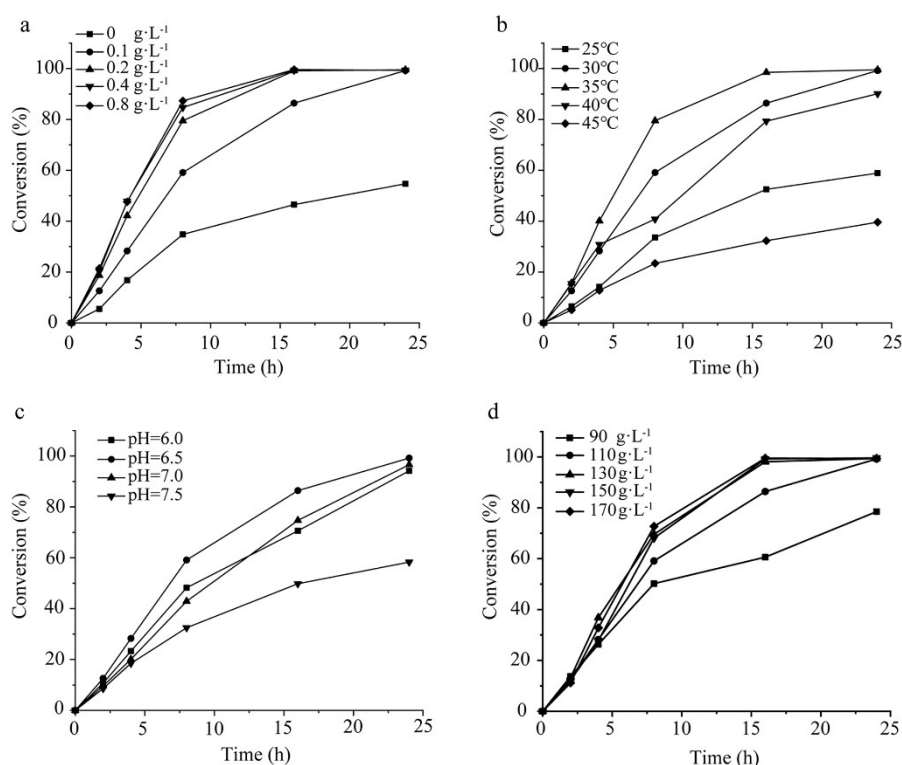 a
0 g·L⁻¹
0.1 g·L⁻¹
0.2 g·L⁻¹
0.4 g·L⁻¹
0.8 g·L⁻¹
100
80
60
40
20
0
Conversion (%)
0 5 10 15 20 25
Time (h)
b
25℃
30℃
35℃
40℃
45℃
100
80
60
40
20
0
Conversion (%)
0 5 10 15 20 25
Time (h)
c
pH=6.0
pH=6.5
pH=7.0
pH=7.5
100
80
60
40
20
0
Conversion (%)
0 5 10 15 20 25
Time (h)
d
90 g·L⁻¹
110 g·L⁻¹
130 g·L⁻¹
150 g·L⁻¹
170 g·L⁻¹
100
80
60
40
20
0
Conversion (%)
0 5 10 15 20 25
Time (h)